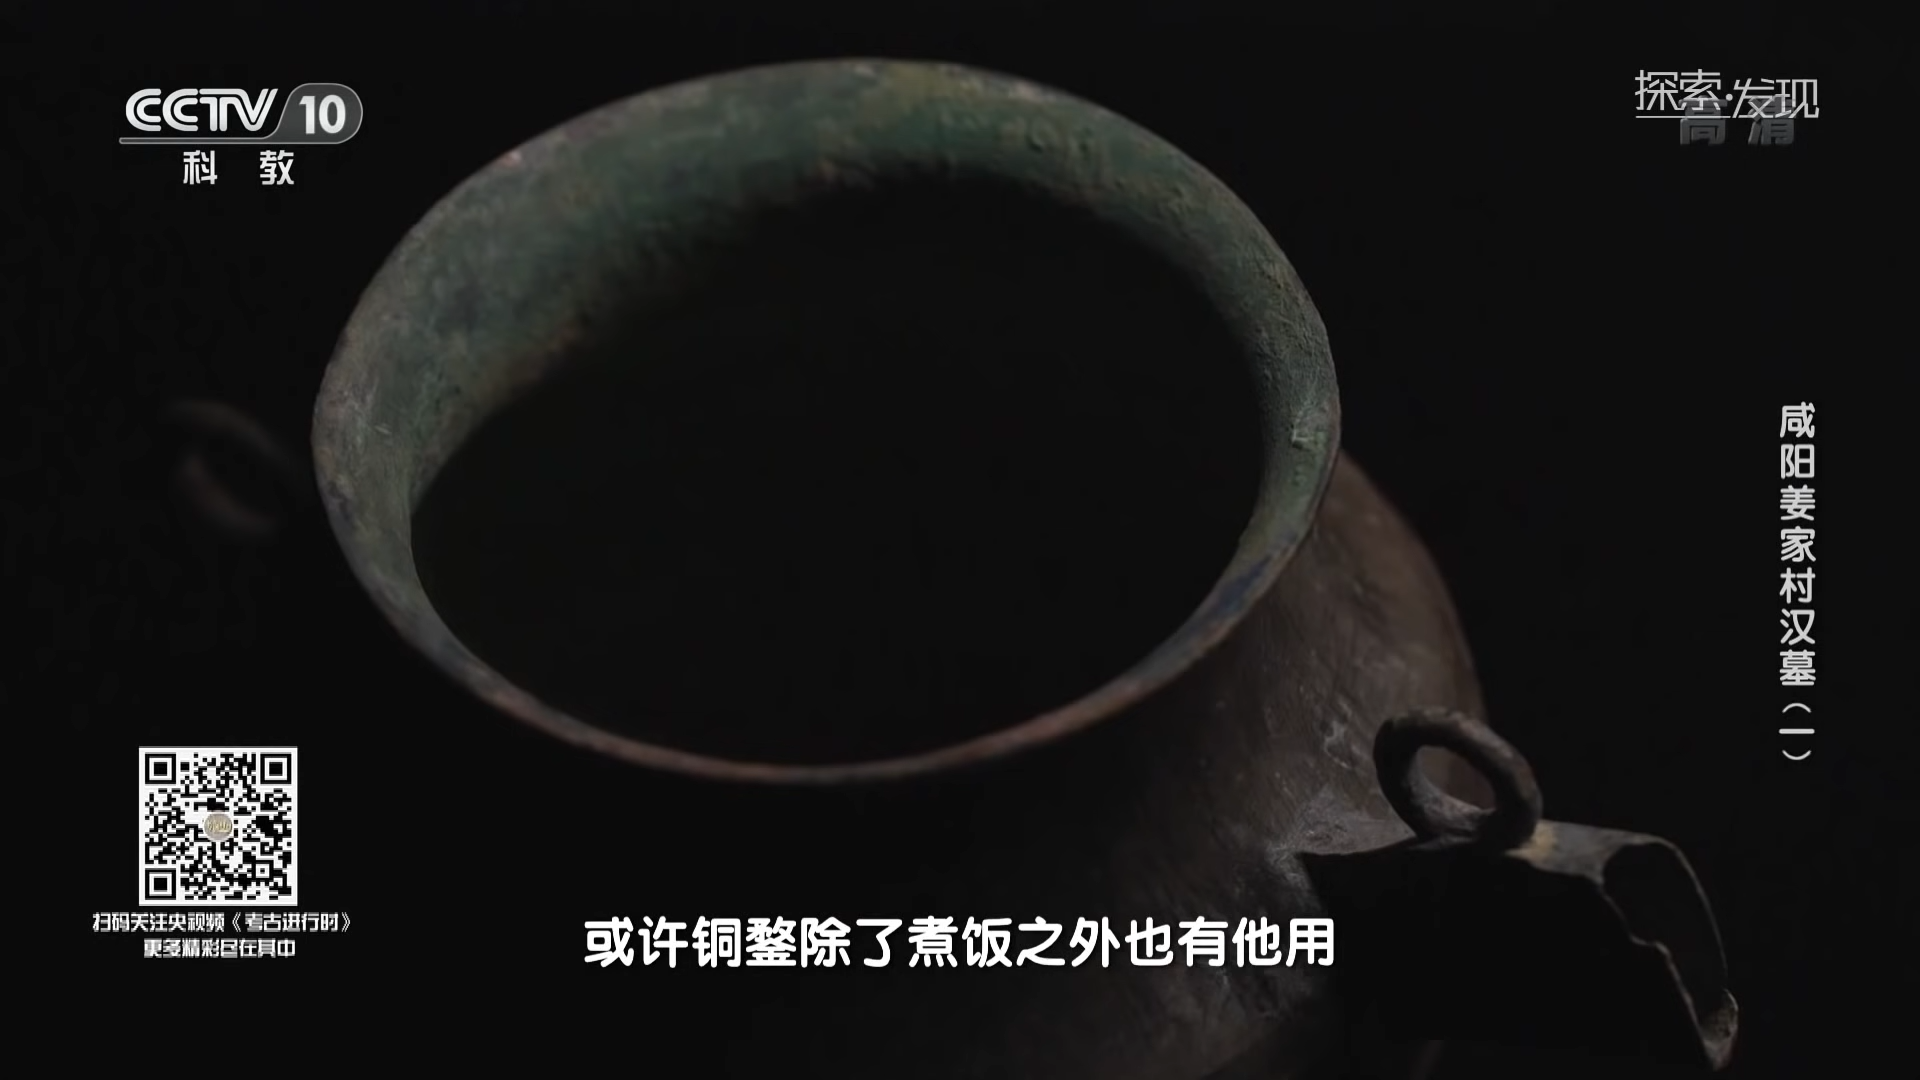 CCTV 10
科 教
探索·发现
高 清
咸阳姜家村汉墓（一）
扫码关注央视频《考古进行时》
更多精彩尽在其中
或许铜鍪除了煮饭之外也有他用